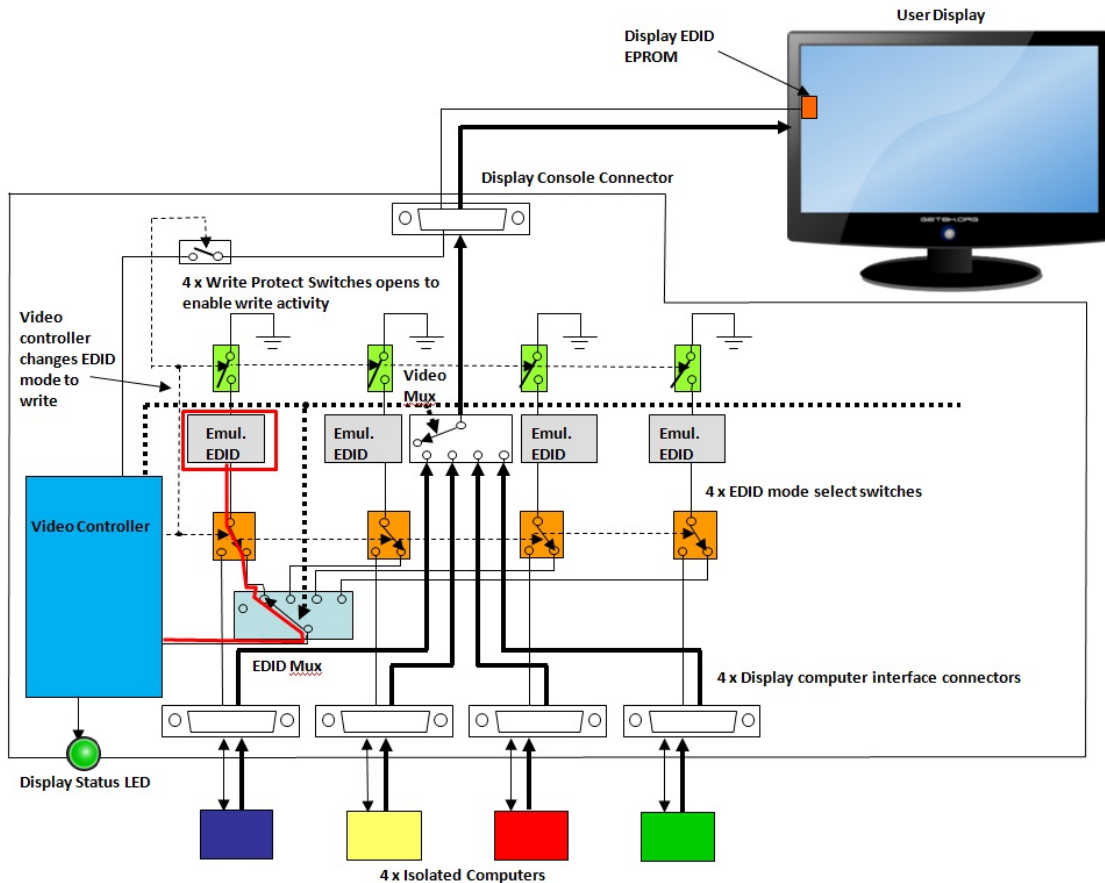 User Display
Display EDID
EPROM
GETEK.ORG
Display Console Connector
4 x Write Protect Switches opens to
enable write activity
Video
controller
changes EDID
mode to
write
Video
Mux
Emul.
EDID
Emul.
EDID
Emul.
EDID
Emul.
EDID
4 x EDID mode select switches
Video Controller
EDID Mux
4 x Display computer interface connectors
Display Status LED
4 x Isolated Computers